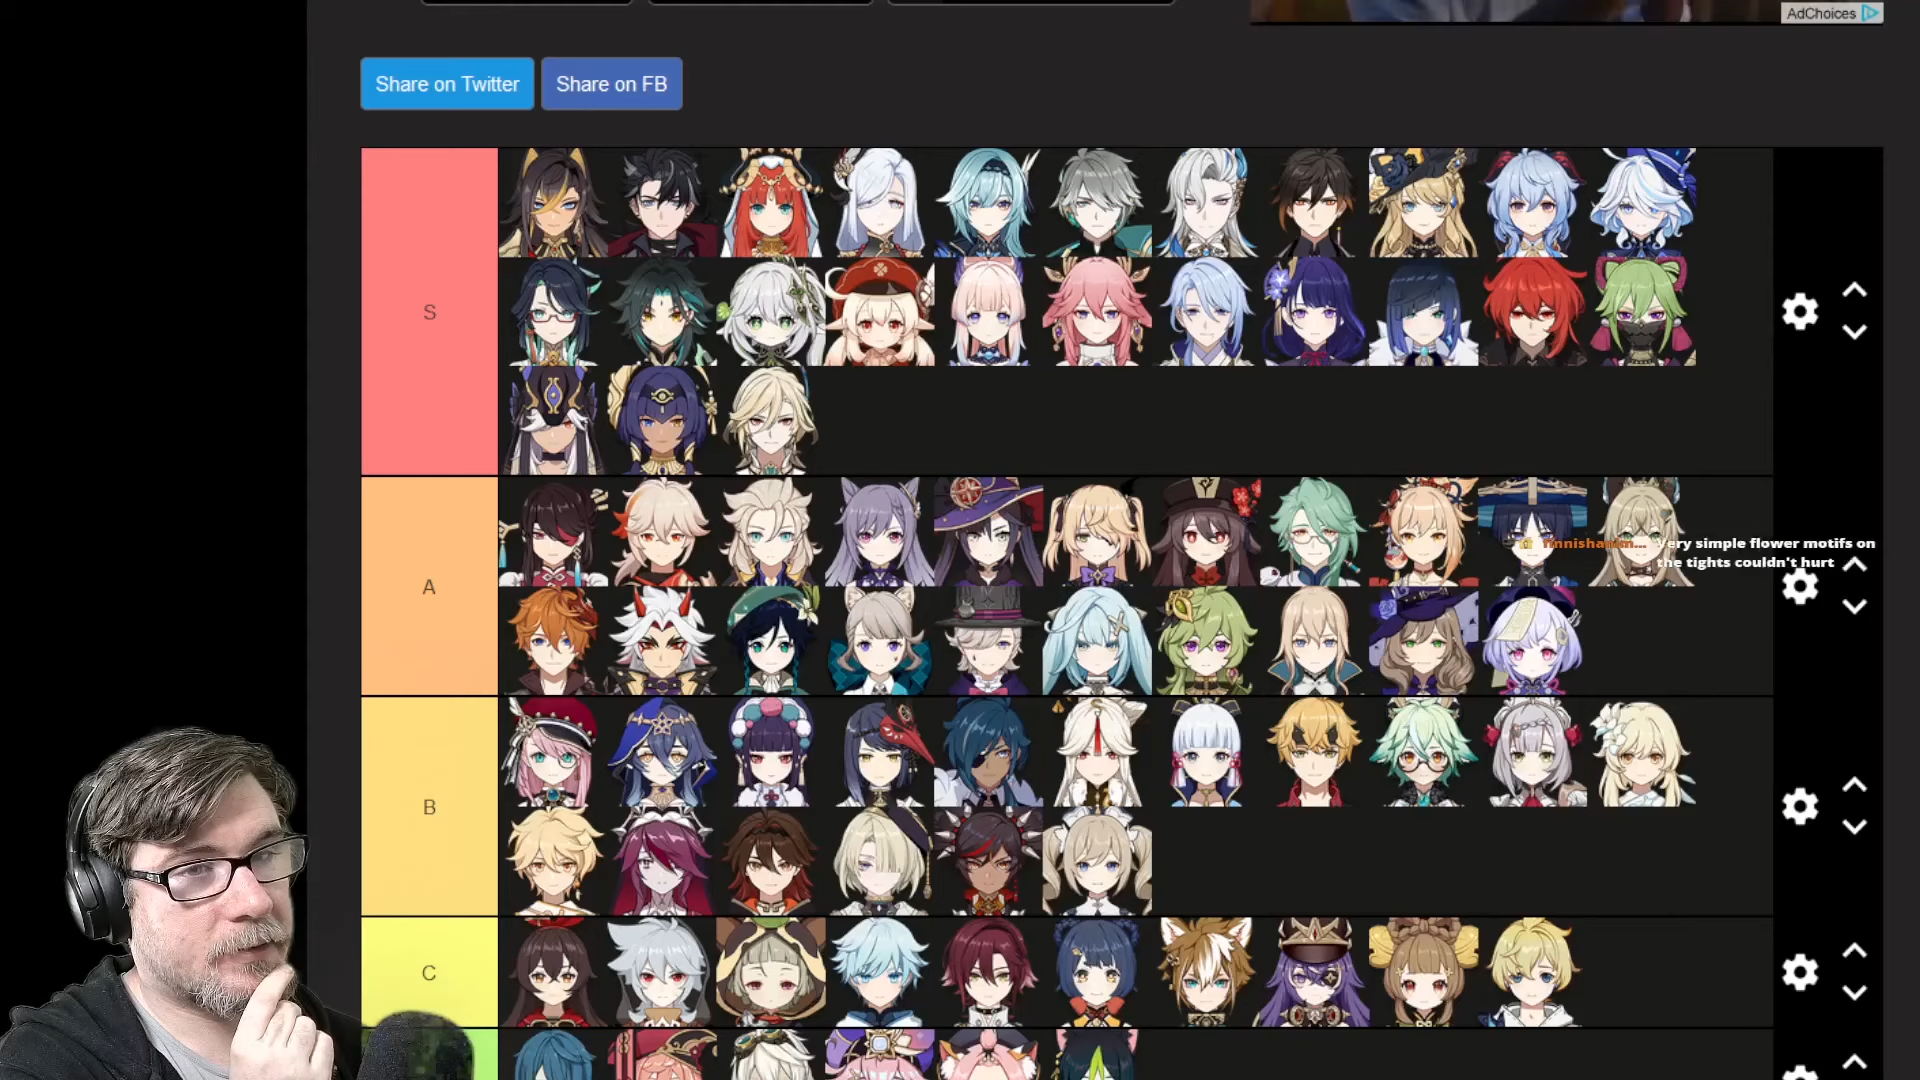 AdChoices
Share on Twitter
Share on FB
S
A
very simple flower motifs on
the tights couldn't hurt
B
C